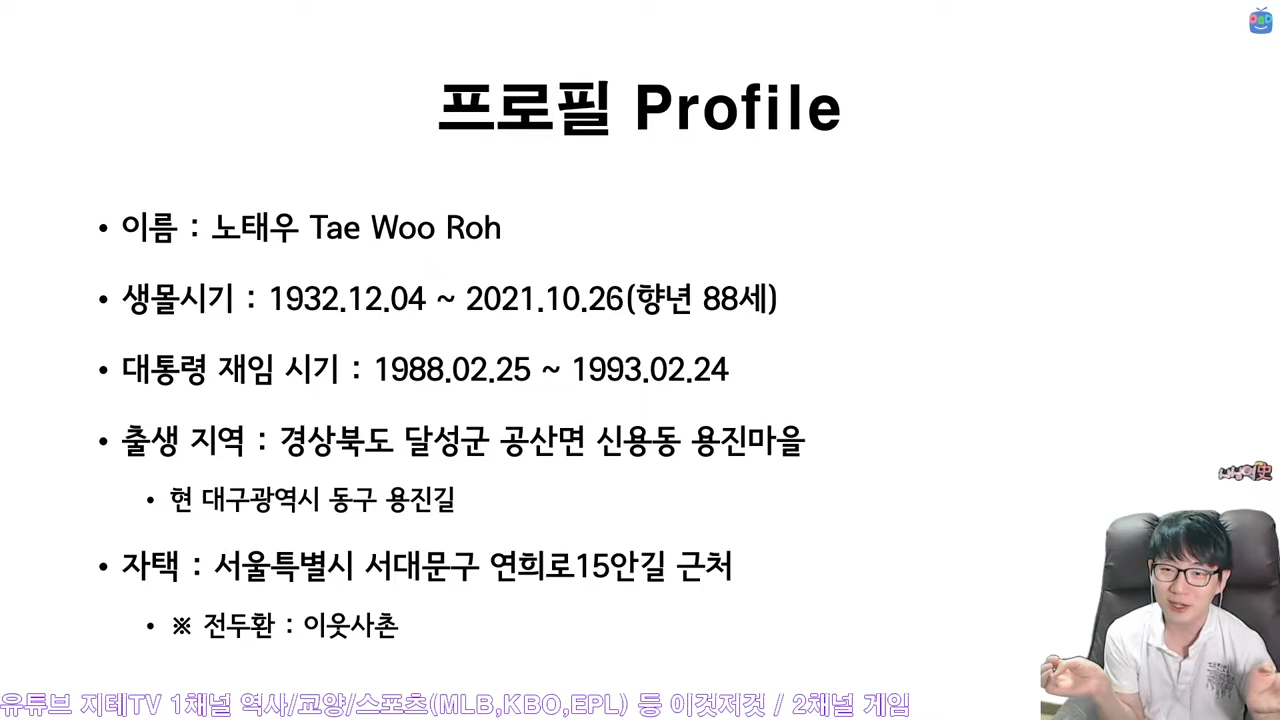 프로필 Profile
• 이름 : 노태우 Tae Woo Roh
• 생몰시기 : 1932.12.04 ~ 2021.10.26(향년 88세)
• 대통령 재임 시기 : 1988.02.25 ~ 1993.02.24
• 출생 지역 : 경상북도 달성군 공산면 신용동 용진마을
• 현 대구광역시 동구 용진길
• 자택 : 서울특별시 서대문구 연희로15안길 근처
• ※ 전두환 : 이웃사촌
유튜브 지테TV 1채널 역사/교양/스포츠(MLB,KBO,EPL) 등 이것저것 / 2채널 게임